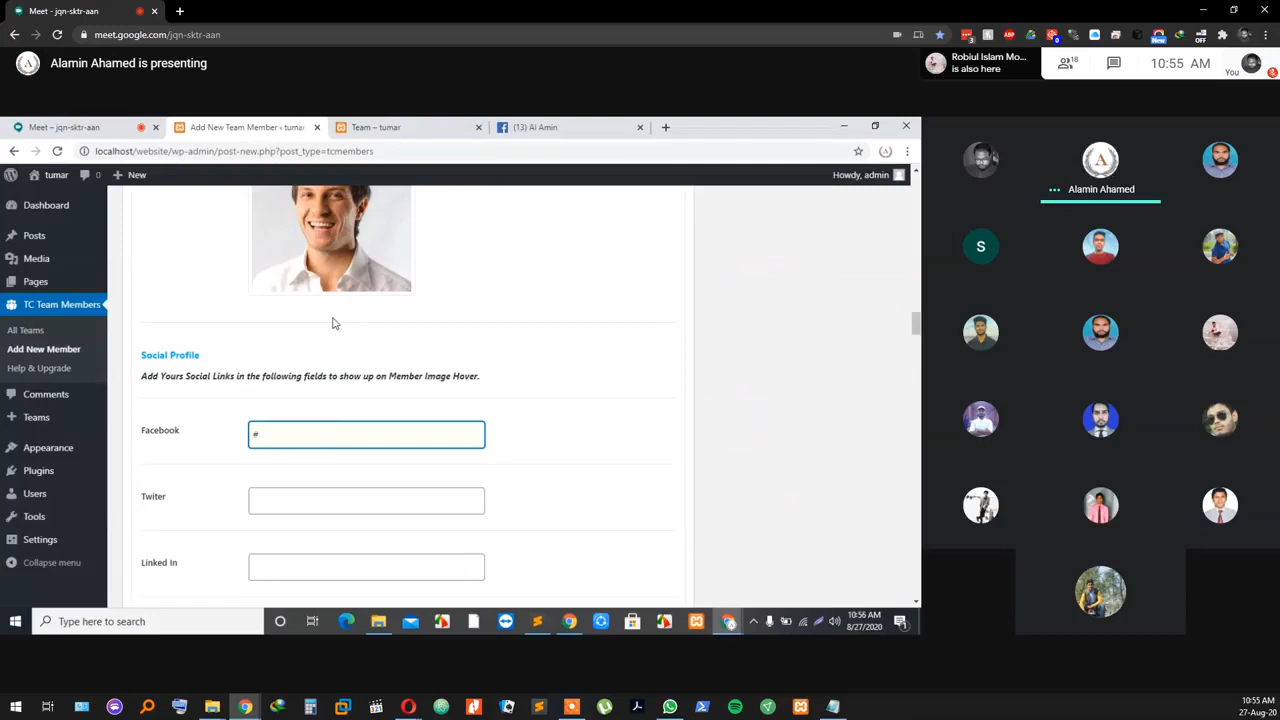 Meet - jqn-sktr-aan
meet.google.com/jqn-sktr-aan
New
OFF
A
Alamin Ahamed is presenting
Robiul Islam Mo...
is also here
18
10:55 AM
You
Meet – jqn-sktr-aan
Add New Team Member ‹ tumar
Team – tumar
(13) Al Amin
localhost/website/wp-admin/post-new.php?post_type=tcmembers
tumar
0
New
Howdy, admin
Dashboard
Posts
Media
Pages
TC Team Members
All Teams
Add New Member
Help & Upgrade
Comments
Teams
Appearance
Plugins
Users
Tools
Settings
Collapse menu
Social Profile
Add Yours Social Links in the following fields to show up on Member Image Hover.
Facebook
#
Twiter
Linked In
A
Alamin Ahamed
S
Type here to search
10:56 AM
8/27/2020
10:55 AM
27-Aug-20